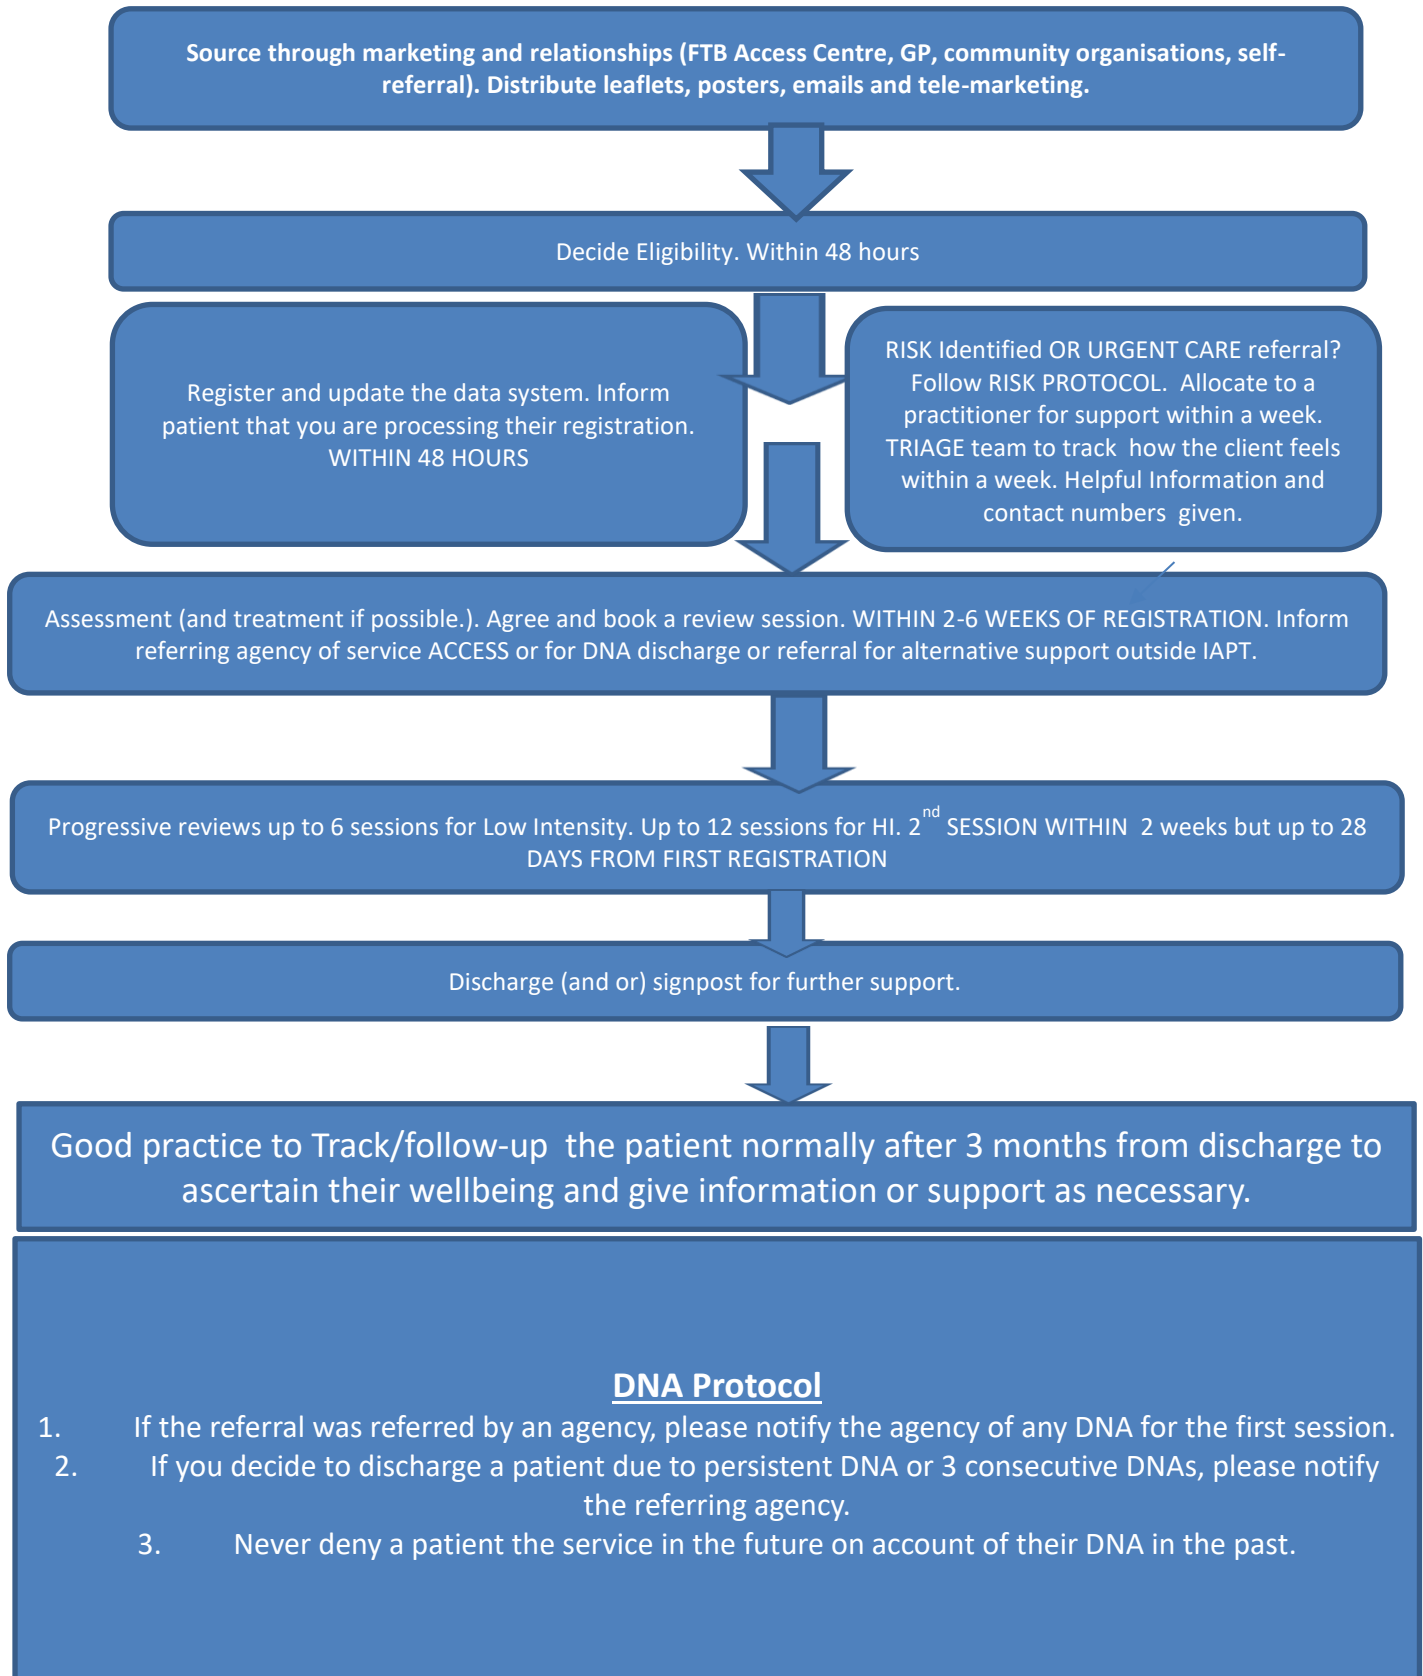 Source through marketing and relationships (FTB Access Centre, GP, community organisations, self-
referral). Distribute leaflets, posters, emails and tele-marketing.
Decide Eligibility. Within 48 hours
Register and update the data system. Inform
patient that you are processing their registration.
WITHIN 48 HOURS
RISK Identified OR URGENT CARE referral?
Follow RISK PROTOCOL. Allocate to a
practitioner for support within a week.
TRIAGE team to track how the client feels
within a week. Helpful Information and
contact numbers given.
Assessment (and treatment if possible.). Agree and book a review session. WITHIN 2-6 WEEKS OF REGISTRATION. Inform
referring agency of service ACCESS or for DNA discharge or referral for alternative support outside IAPT.
Progressive reviews up to 6 sessions for Low Intensity. Up to 12 sessions for HI. 2nd SESSION WITHIN 2 weeks but up to 28
DAYS FROM FIRST REGISTRATION
Discharge (and or) signpost for further support.
Good practice to Track/follow-up the patient normally after 3 months from discharge to
ascertain their wellbeing and give information or support as necessary.
DNA Protocol
1. If the referral was referred by an agency, please notify the agency of any DNA for the first session.
2. If you decide to discharge a patient due to persistent DNA or 3 consecutive DNAs, please notify
the referring agency.
3. Never deny a patient the service in the future on account of their DNA in the past.